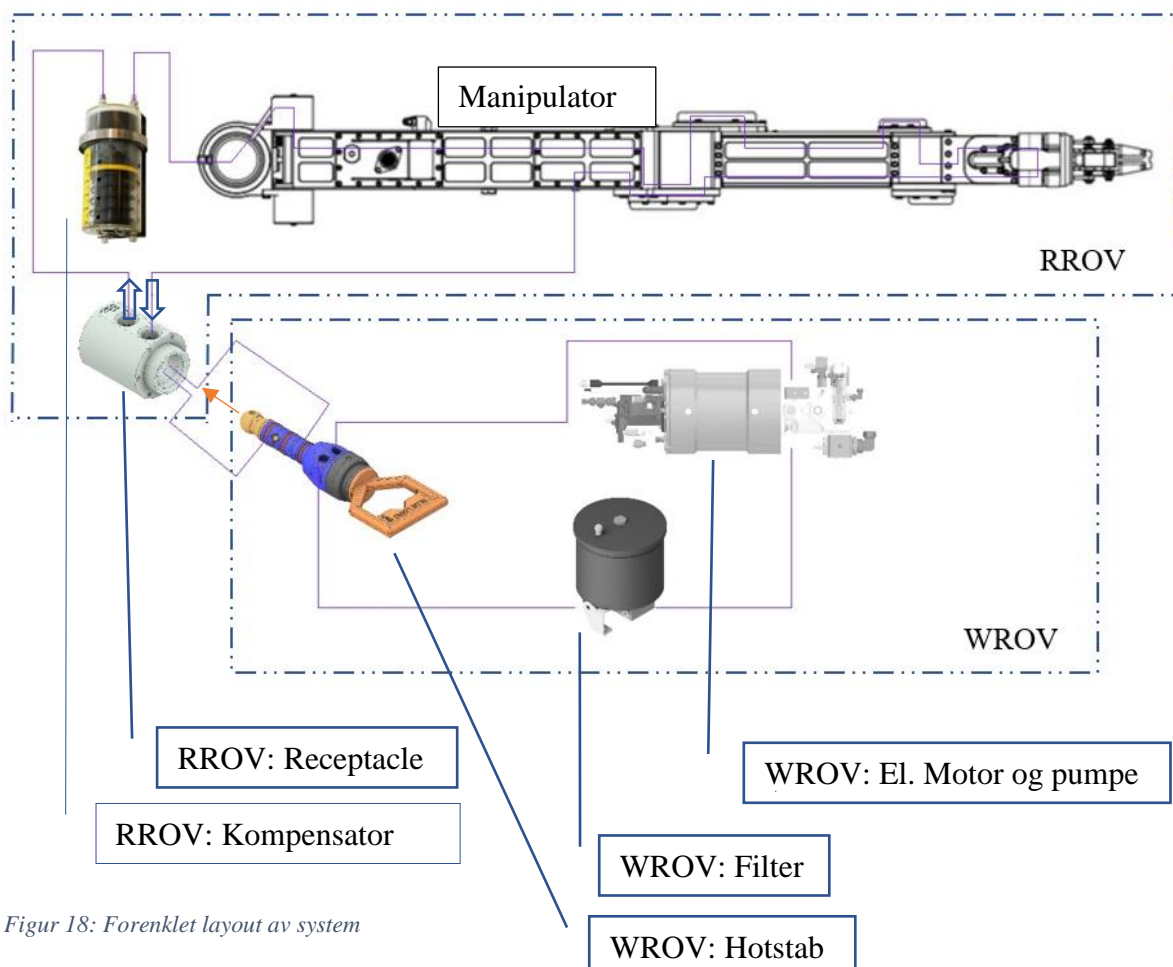 Manipulator
RROV
WROV
RROV: Receptacle
WROV: El. Motor og pumpe
RROV: Kompensator
WROV: Filter
Figur 18: Forenklet layout av system
WROV: Hotstab